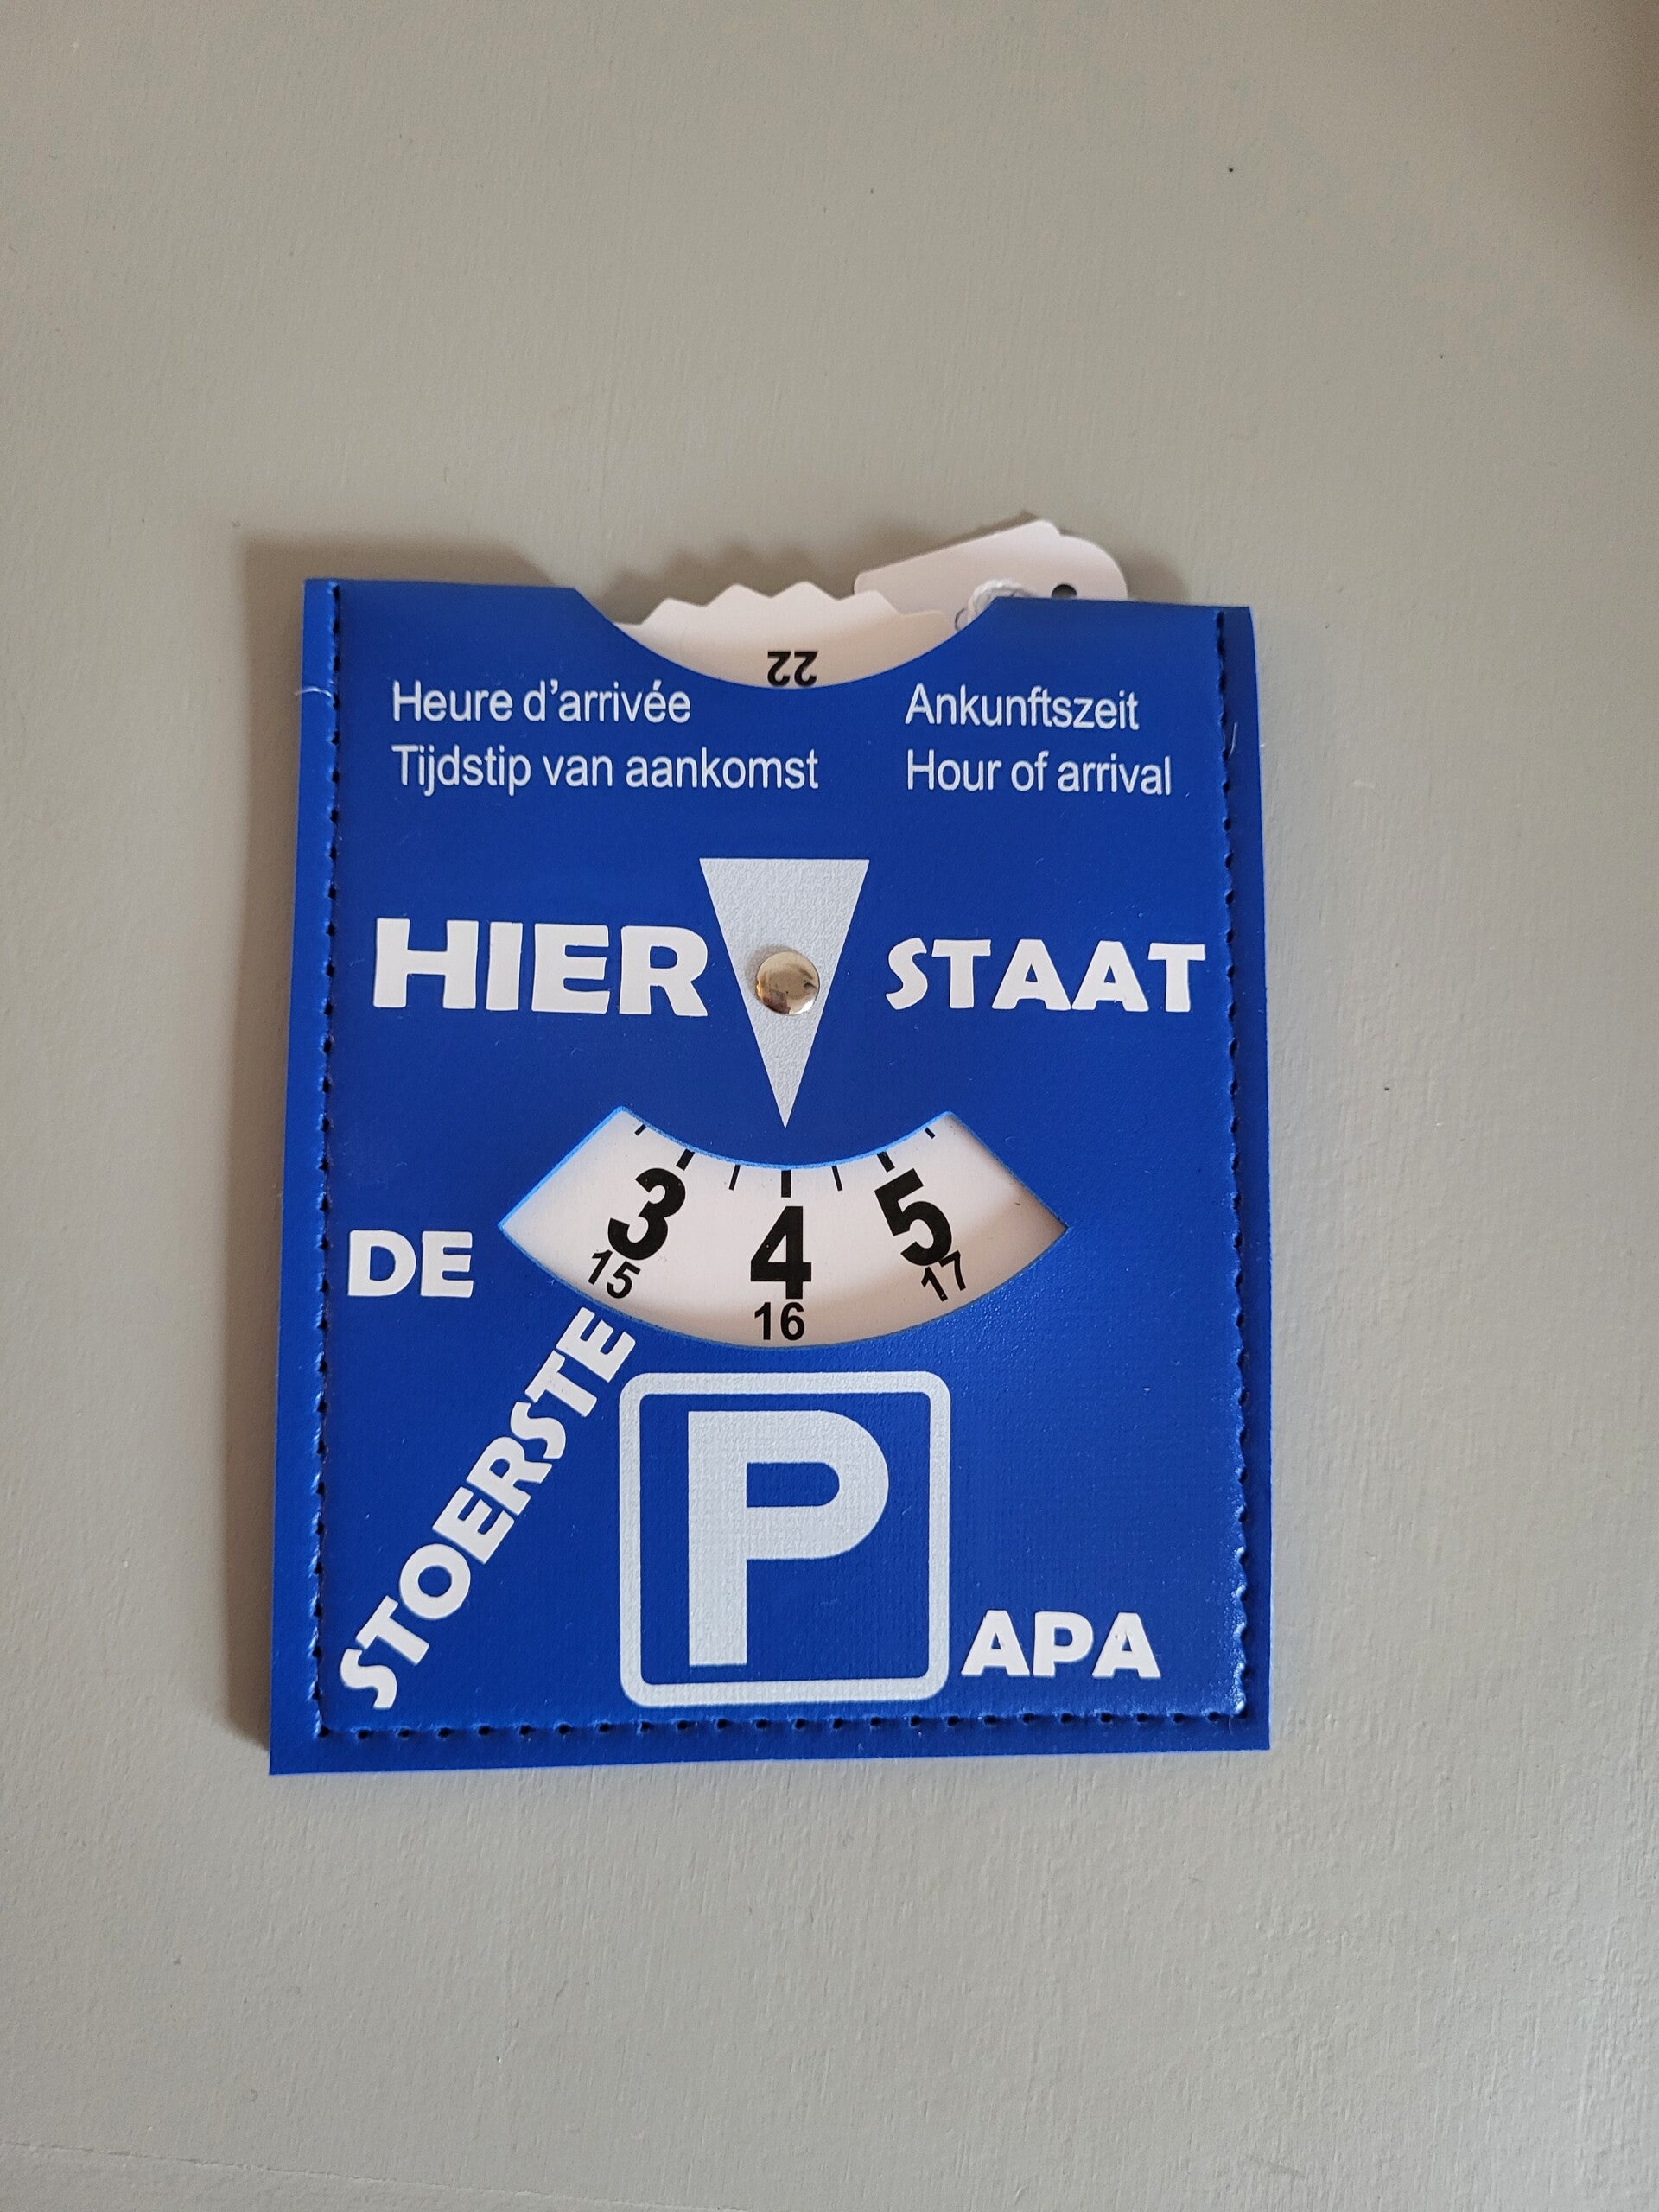 22
Heure d'arrivée
Tijdstip van aankomst
Ankunftszeit
Hour of arrival
HIER STAAT
3 4 5
15 16 17
DE
STOERSTE
PAPA